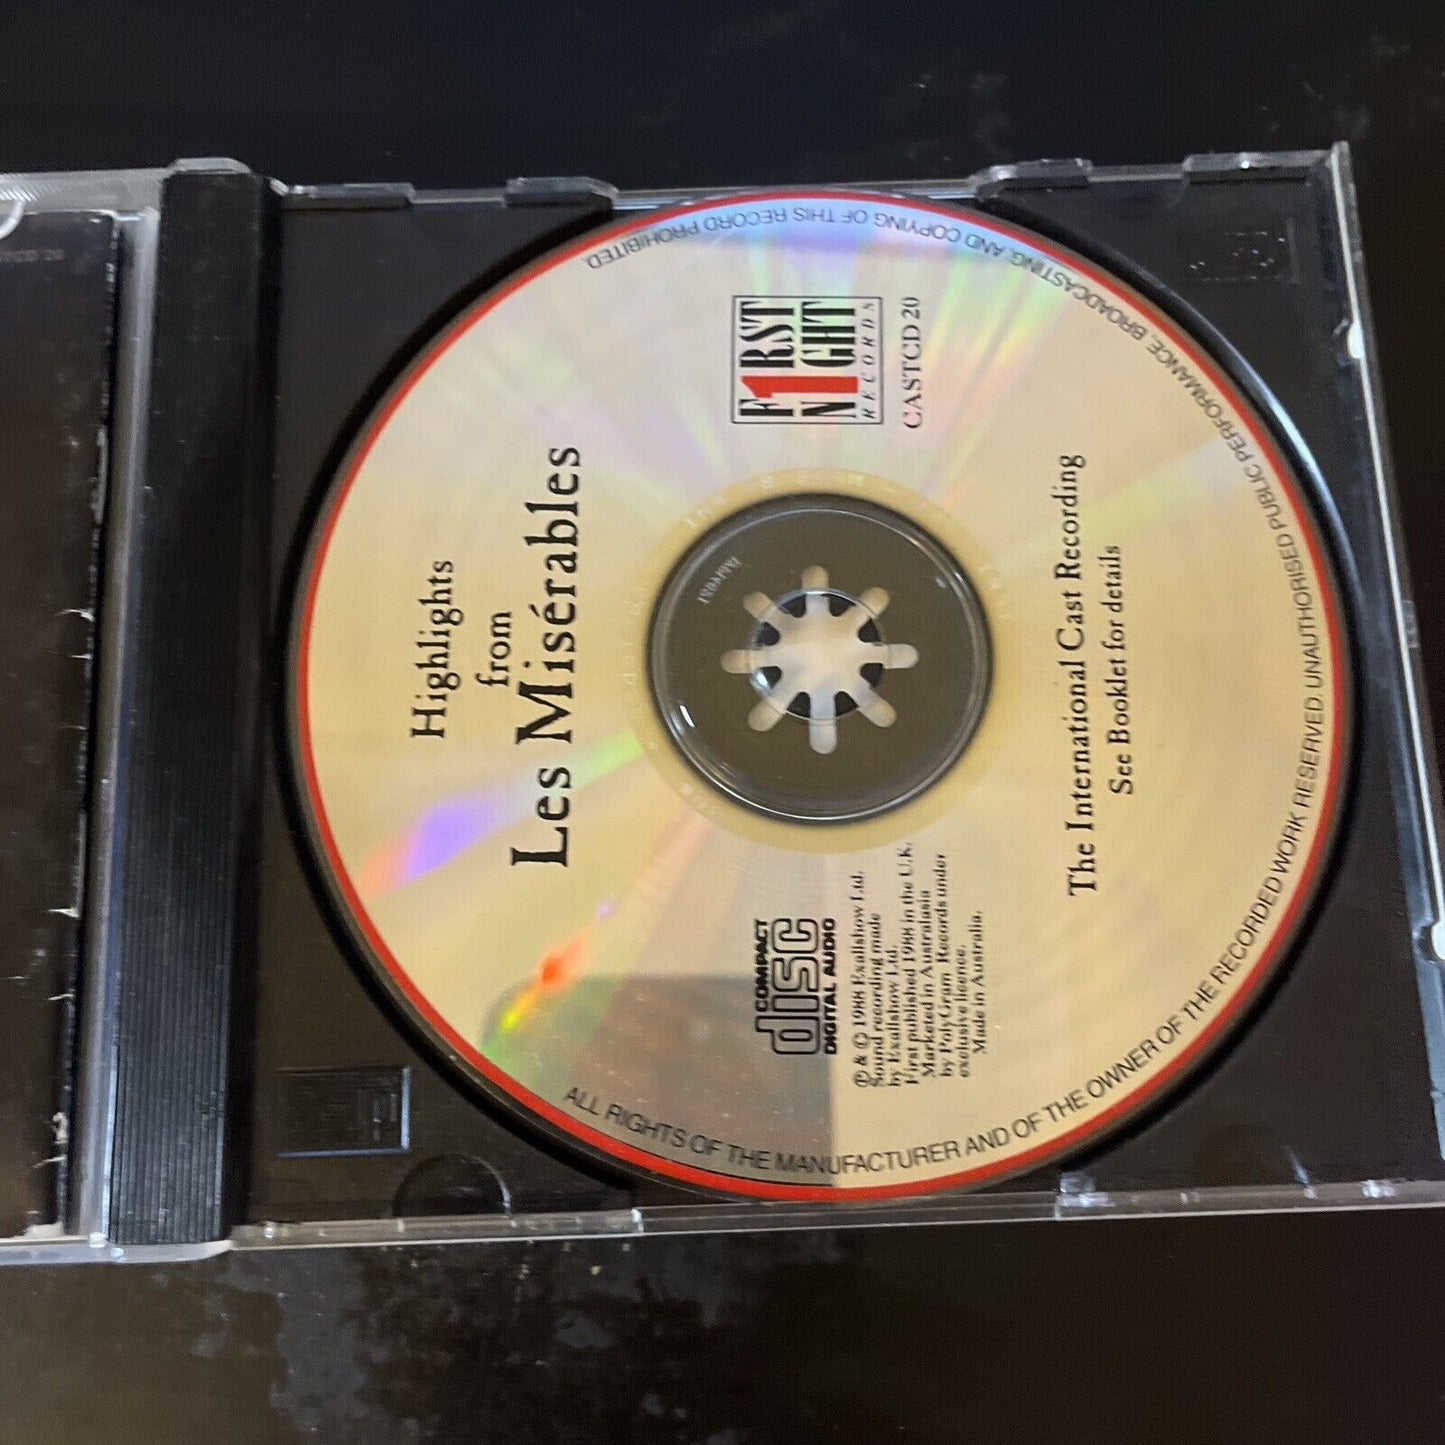 Highlights
from
Les Misérables
F1RST
N1GHT
RECORDS
CASTCD 20
COMPACT
disc
DIGITAL AUDIO
℗ & © 1988 Exallshow Ltd.
Sound recording made
by Exallshow Ltd.
First published 1988 in the U.K.
Marketed in Australasia
by PolyGram Records under
exclusive licence.
Made in Australia.
The International Cast Recording
See Booklet for details
ALL RIGHTS OF THE MANUFACTURER AND OF THE OWNER OF THE RECORDED WORK RESERVED. UNAUTHORISED PUBLIC PERFORMANCE, BROADCASTING, AND COPYING OF THIS RECORD PROHIBITED.